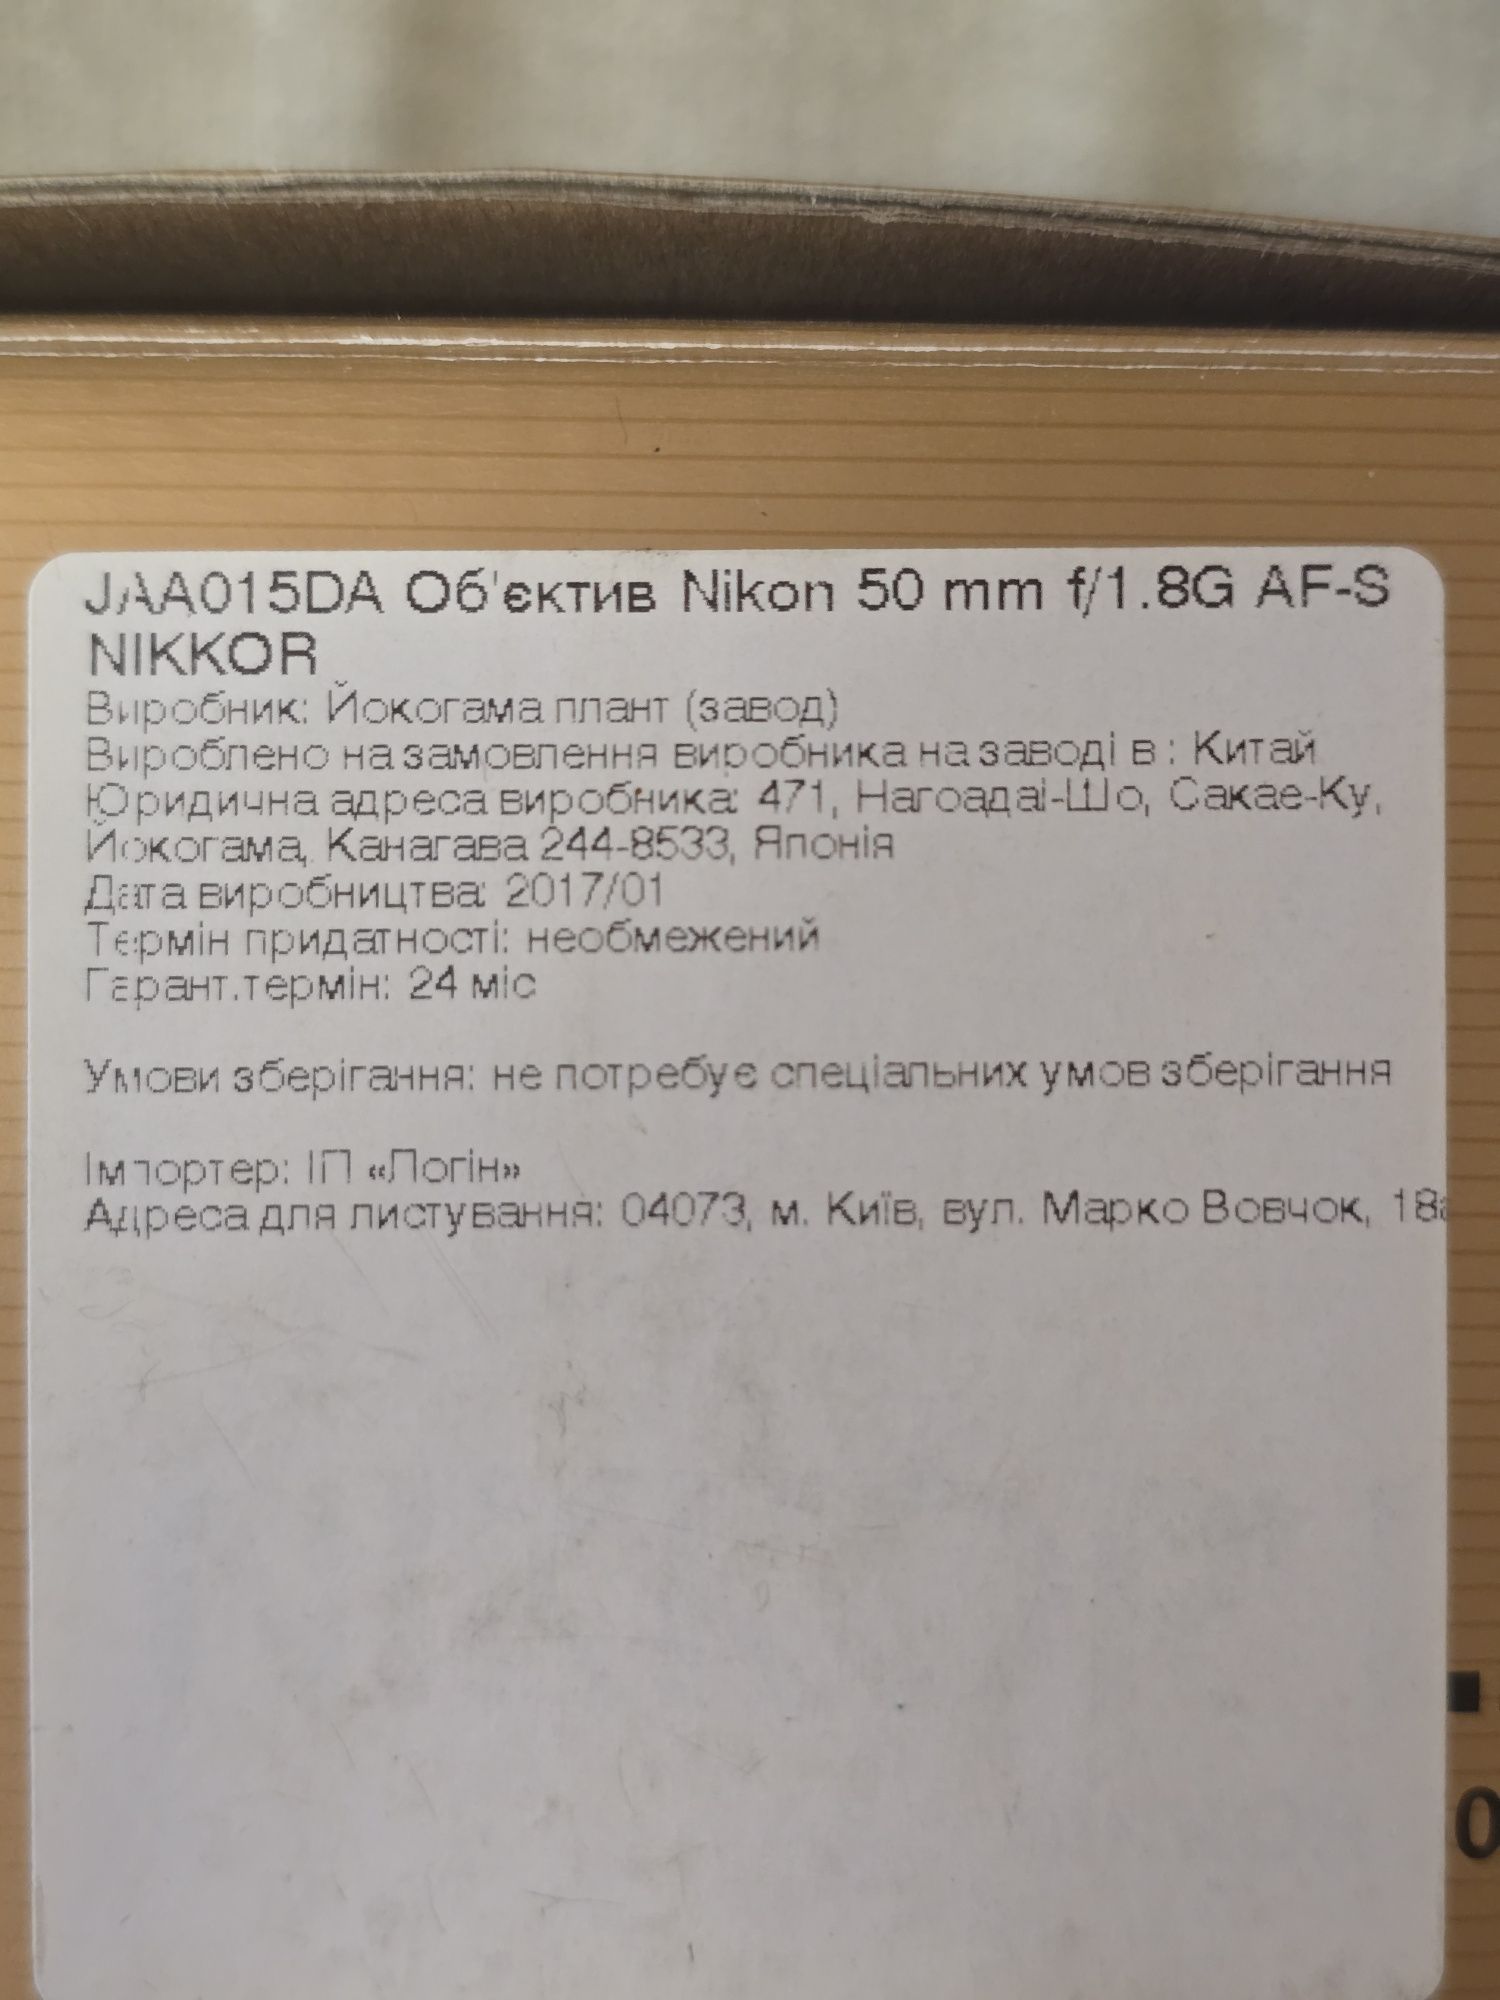 JAA015DA Об'єктив Nikon 50 mm f/1.8G AF-S
NIKKOR
Виробник: Йокогама плант (завод)
Вироблено на замовлення виробника на заводі в : Китай
Юридична адреса виробника: 471, Нагоадаі-Шо, Сакае-Ку,
Йокогама, Канагава 244-8533, Японія
Дата виробництва: 2017/01
Термін придатності: необмежений
Гарант.термін: 24 міс
Умови зберігання: не потребує спеціальних умов зберігання
Імпортер: ІП «Логін»
Адреса для листування: 04073, м. Київ, вул. Марко Вовчок, 18а
0